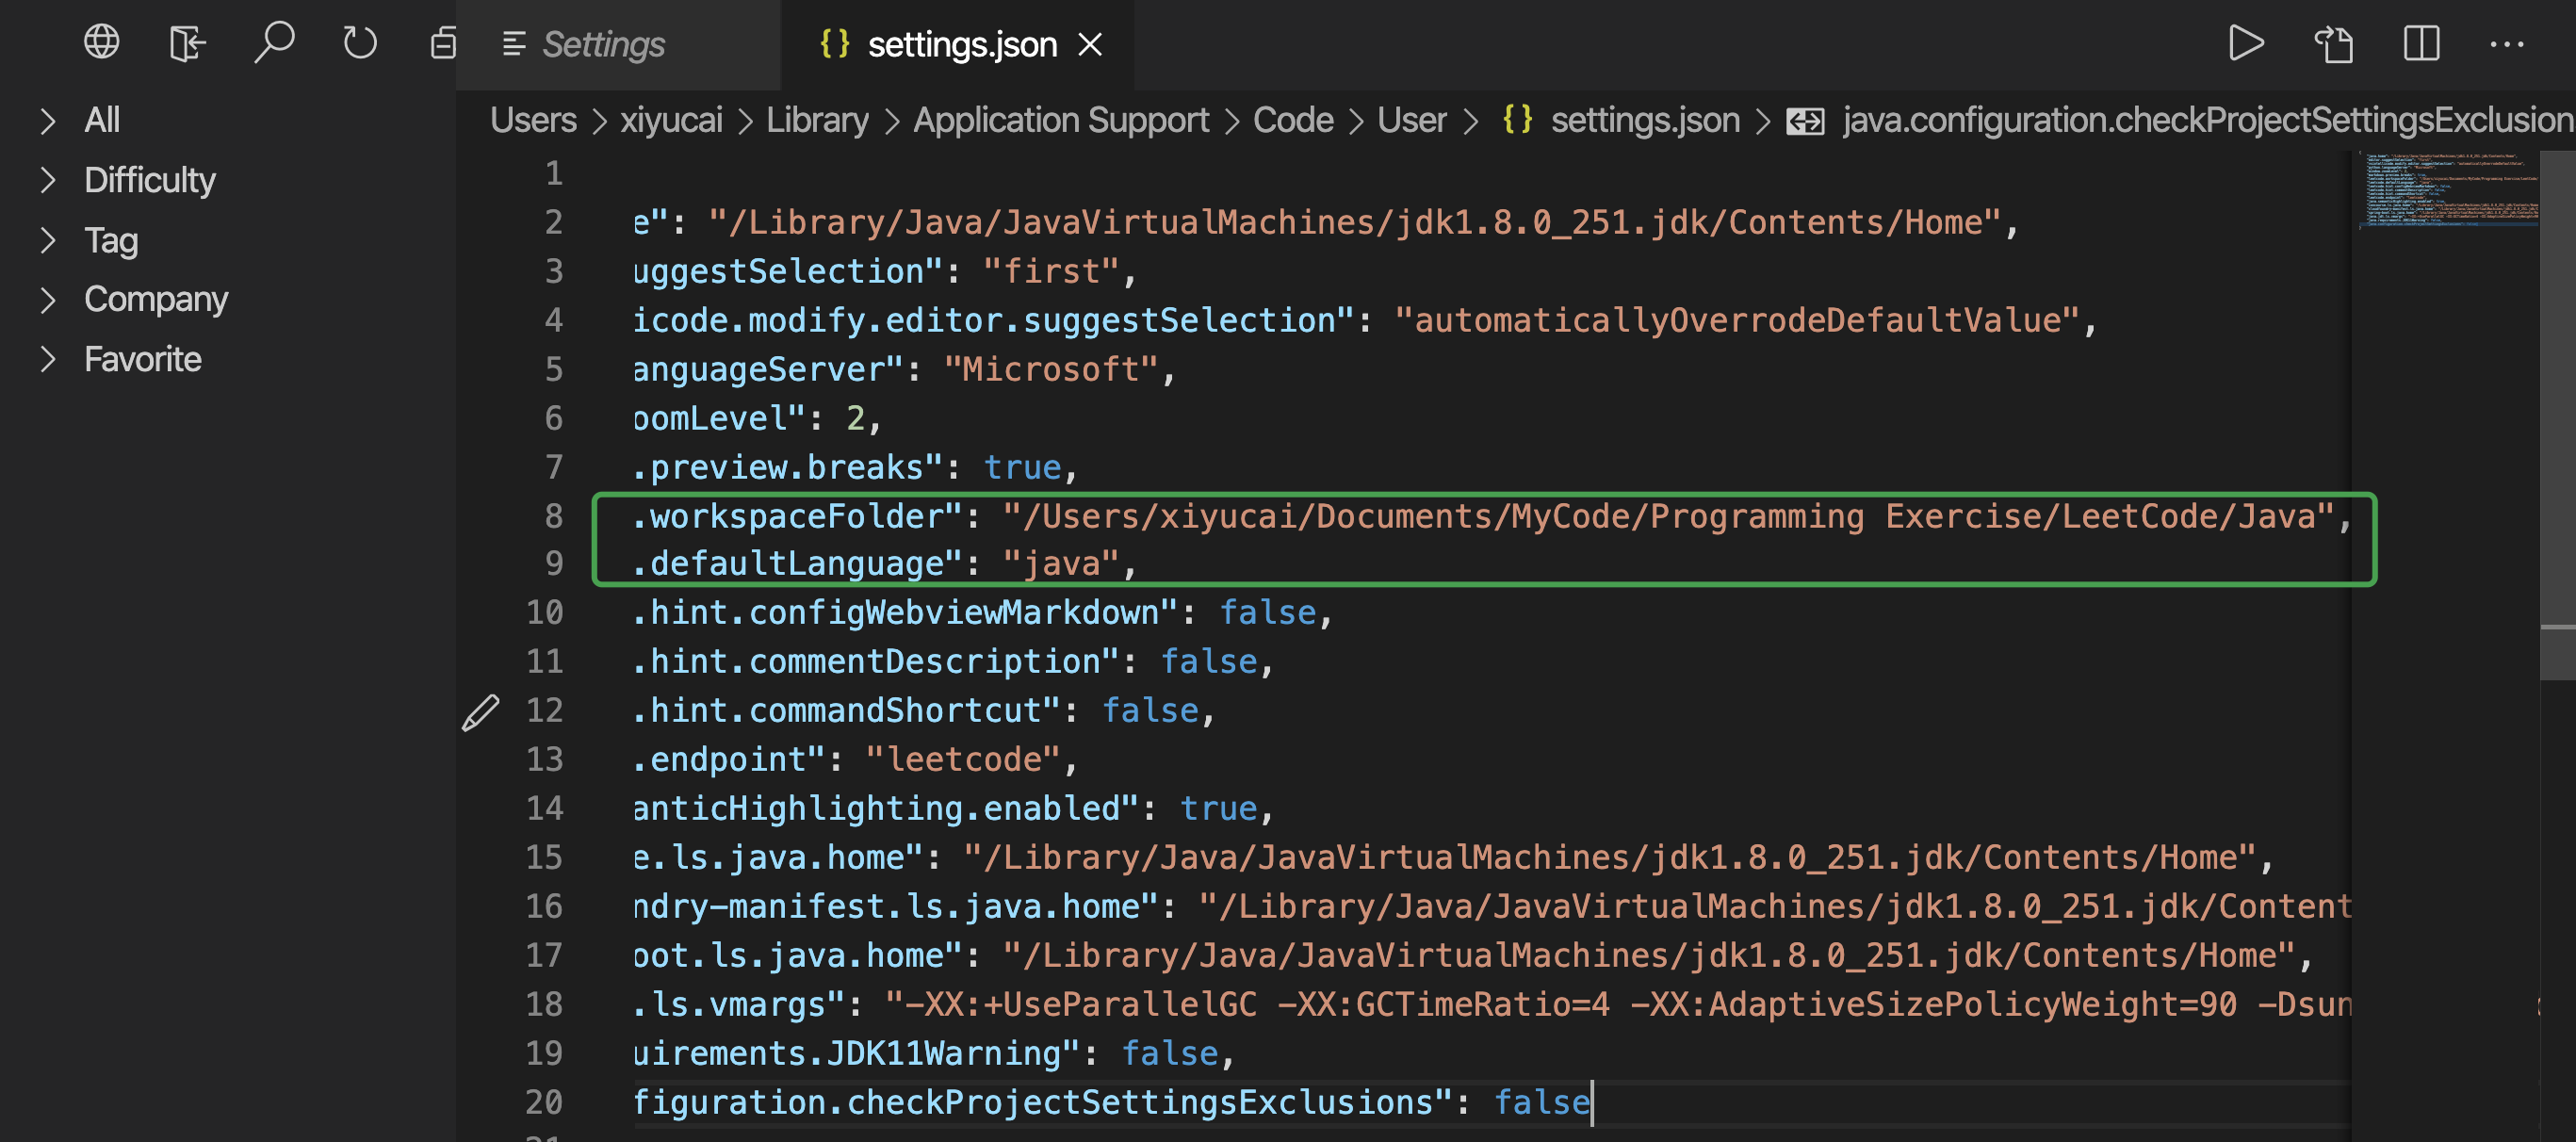 Settings
settings.json
All
Difficulty
Tag
Company
Favorite
Users > xiyucai > Library > Application Support > Code > User > {} settings.json > java.configuration.checkProjectSettingsExclusion
1
2 e": "/Library/Java/JavaVirtualMachines/jdk1.8.0_251.jdk/Contents/Home",
3 uggestSelection": "first",
4 icode.modify.editor.suggestSelection": "automaticallyOverrodeDefaultValue",
5 anguageServer": "Microsoft",
6 oomLevel": 2,
7 .preview.breaks": true,
8 .workspaceFolder": "/Users/xiyucai/Documents/MyCode/Programming Exercise/LeetCode/Java",
9 .defaultLanguage": "java",
10 .hint.configWebviewMarkdown": false,
11 .hint.commentDescription": false,
12 .hint.commandShortcut": false,
13 .endpoint": "leetcode",
14 anticHighlighting.enabled": true,
15 e.ls.java.home": "/Library/Java/JavaVirtualMachines/jdk1.8.0_251.jdk/Contents/Home",
16 ndry-manifest.ls.java.home": "/Library/Java/JavaVirtualMachines/jdk1.8.0_251.jdk/Content
17 oot.ls.java.home": "/Library/Java/JavaVirtualMachines/jdk1.8.0_251.jdk/Contents/Home",
18 .ls.vmargs": "-XX:+UseParallelGC -XX:GCTimeRatio=4 -XX:AdaptiveSizePolicyWeight=90 -Dsun
19 uirements.JDK11Warning": false,
20 figuration.checkProjectSettingsExclusions": false